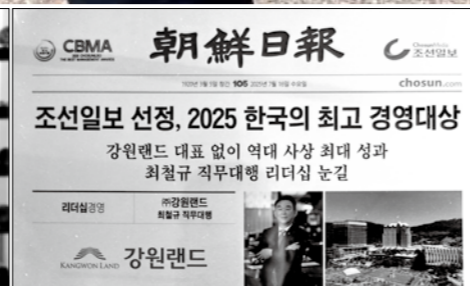 CBMA
朝鮮日報
조선일보
chosun.com
조선일보 선정, 2025 한국의 최고 경영대상
강원랜드 대표 없이 역대 사상 최대 성과
최철규 직무대행 리더십 눈길
리더십경영
㈜강원랜드
최철규 직무대행
KANGWON LAND 강원랜드